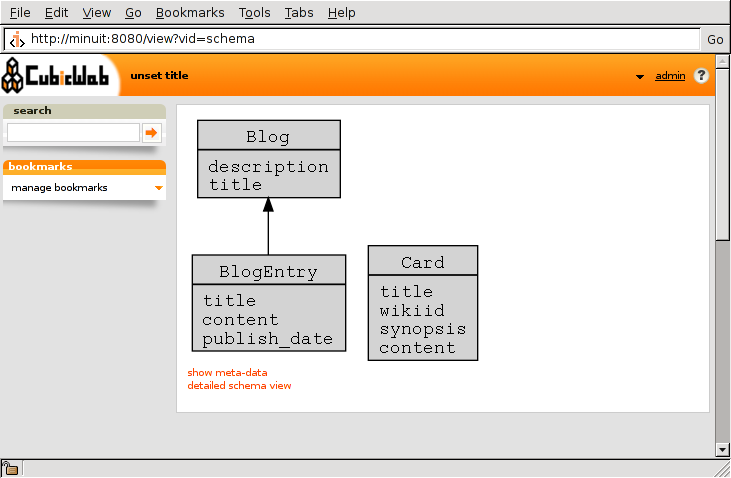 File Edit View Go Bookmarks Tools Tabs Help
http://minuit:8080/view?vid=schema Go
CubicWeb unset title admin ?
search
bookmarks
manage bookmarks
Blog
description
title
BlogEntry
title
content
publish_date
Card
title
wikiid
synopsis
content
show meta-data
detailed schema view